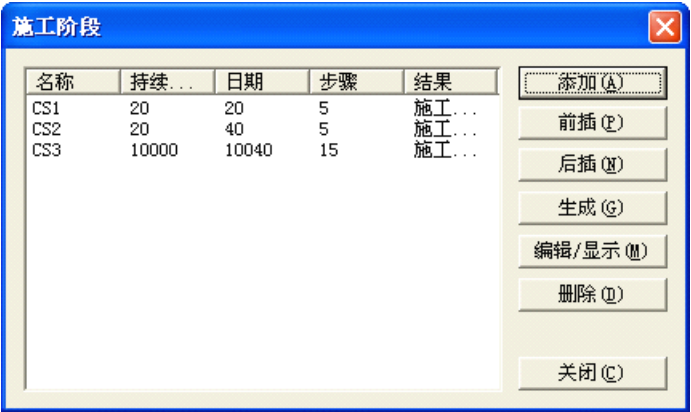 施工阶段
名称 持续... 日期 步骤 结果
CS1 20 20 5 施工...
CS2 20 40 5 施工...
CS3 10000 10040 15 施工...
添加(A)
前插(P)
后插(N)
生成(G)
编辑/显示(M)
删除(D)
关闭(C)